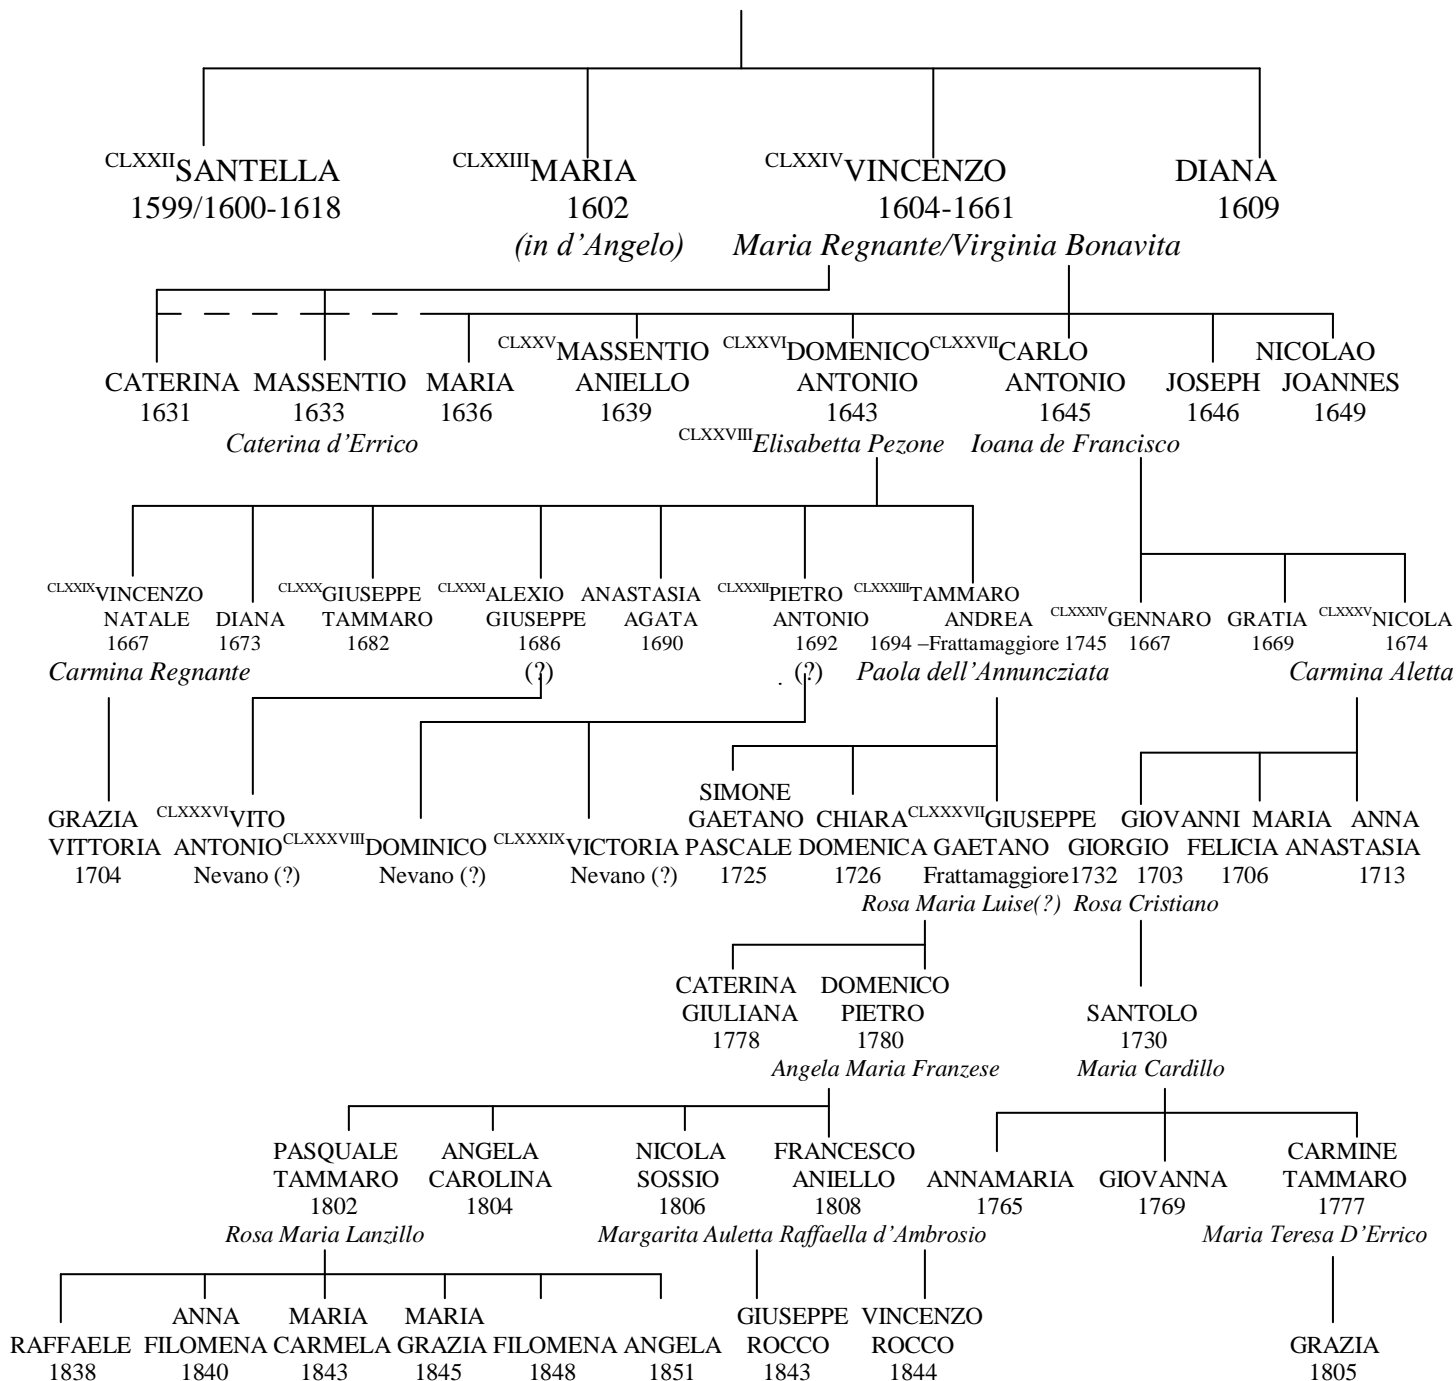 CLXXIISANTELLA CLXXIIIMARIA CLXXIVVINCENZO DIANA
1599/1600-1618 1602 1604-1661 1609
(in d’Angelo) Maria Regnante/Virginia Bonavita
CLXXVMASSENTIO CLXXVIDOMENICO CLXXVIICARLO NICOLAO
CATERINA MASSENTIO MARIA ANIELLO ANTONIO ANTONIO JOSEPH JOANNES
1631 1633 1636 1639 1643 1645 1646 1649
Caterina d’Errico CLXXVIIIElisabetta Pezone Ioana de Francisco
CLXXIXVINCENZO CLXXXGIUSEPPE CLXXXIALEXIO ANASTASIA CLXXXIIPIETRO CLXXXIIITAMMARO
NATALE DIANA TAMMARO GIUSEPPE AGATA ANTONIO ANDREA CLXXXIVGENNARO GRATIA CLXXXVNICOLA
1667 1673 1682 1686 1690 1692 1694 –Frattamaggiore 1745 1667 1669 1674
Carmina Regnante (?) . (?) Paola dell’Annuncziata Carmina Aletta
SIMONE
GRAZIA CLXXXVIVITO GAETANO CHIARA CLXXXVIIGIUSEPPE GIOVANNI MARIA ANNA
VITTORIA ANTONIO CLXXXVIIIDOMINICO CLXXXIXVICTORIA PASCALE DOMENICA GAETANO GIORGIO FELICIA ANASTASIA
1704 Nevano (?) Nevano (?) Nevano (?) 1725 1726 Frattamaggiore 1732 1703 1706 1713
Rosa Maria Luise(?) Rosa Cristiano
CATERINA DOMENICO
GIULIANA PIETRO SANTOLO
1778 1780 1730
Angela Maria Franzese Maria Cardillo
PASQUALE ANGELA NICOLA FRANCESCO CARMINE
TAMMARO CAROLINA SOSSIO ANIELLO ANNAMARIA GIOVANNA TAMMARO
1802 1804 1806 1808 1765 1769 1777
Rosa Maria Lanzillo Margarita Auletta Raffaella d’Ambrosio Maria Teresa D’Errico
ANNA MARIA MARIA GIUSEPPE VINCENZO
RAFFAELE FILOMENA CARMELA GRAZIA FILOMENA ANGELA ROCCO ROCCO GRAZIA
1838 1840 1843 1845 1848 1851 1843 1844 1805